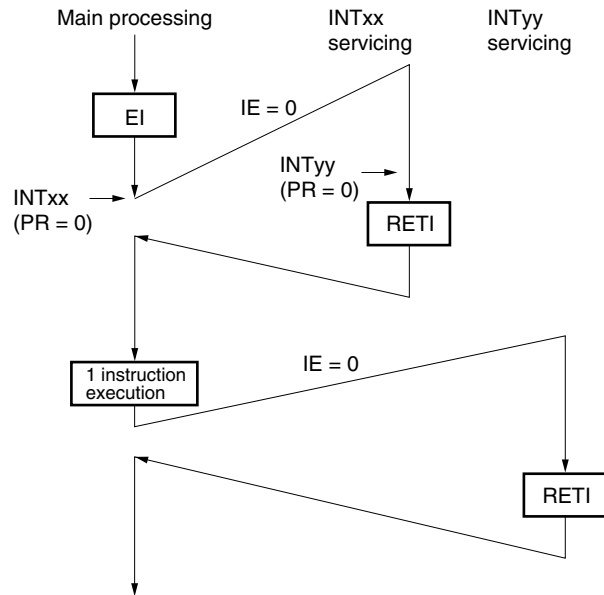 Main processing
INTxx
servicing
INTyy
servicing
EI
IE = 0
INTxx
(PR = 0)
INTyy
(PR = 0)
RETI
1 instruction
execution
IE = 0
RETI